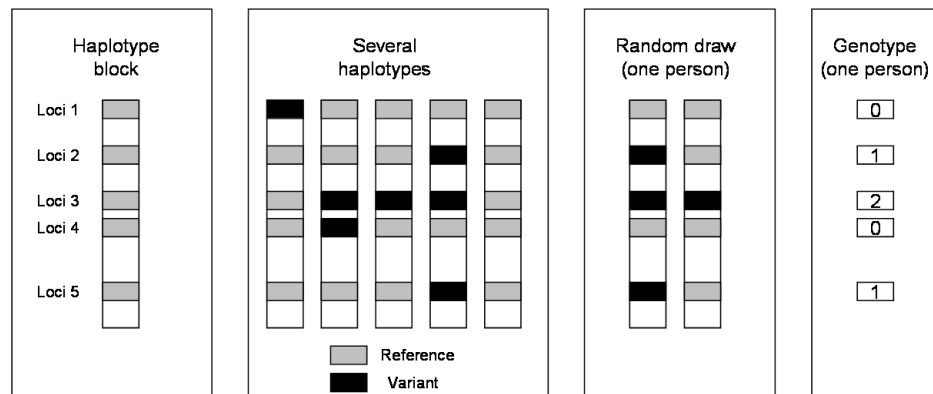 Haplotype
block
Several
haplotypes
Random draw
(one person)
Genotype
(one person)
Loci 1
0
Loci 2
1
Loci 3
2
Loci 4
0
Loci 5
1
Reference
Variant